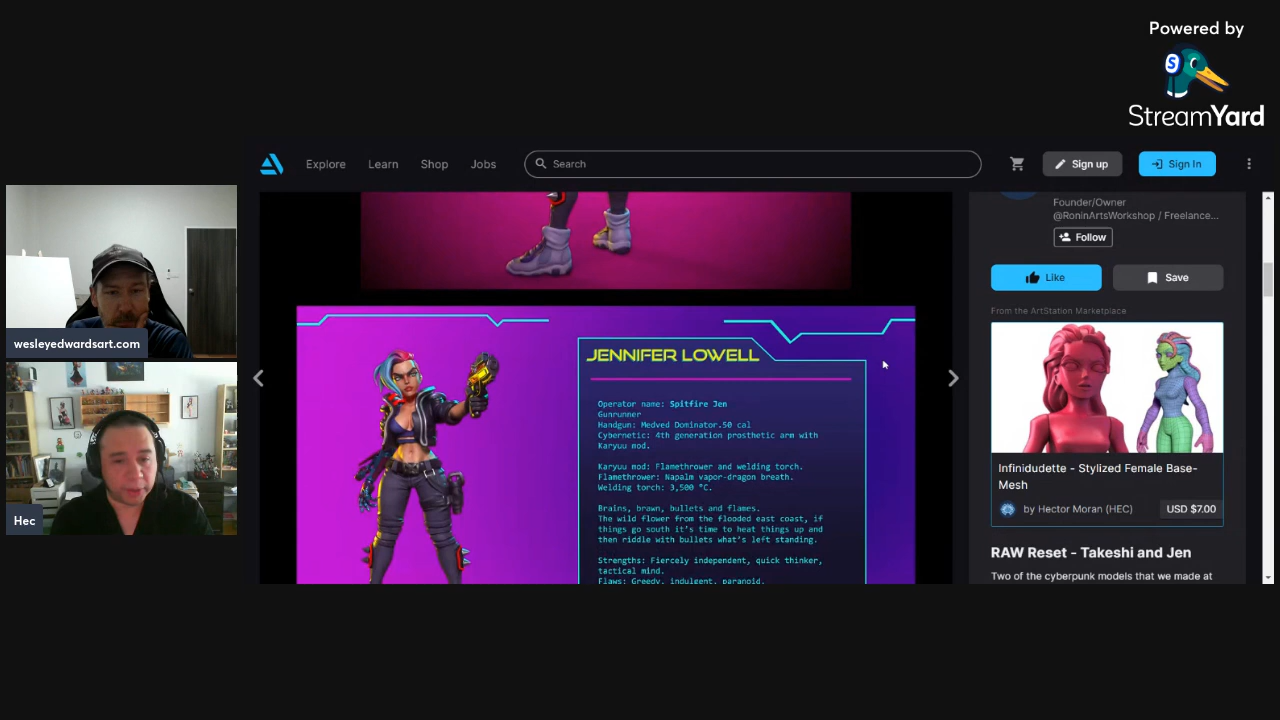 Powered by
S
StreamYard
Explore
Learn
Shop
Jobs
Search
Sign up
Sign In
wesleyedwardsart.com
Hec
JENNIFER LOWELL
Operator name: Spitfire Jen
Gunrunner
Handgun: Medved Dominator.50 cal
Cybernetic: 4th generation prosthetic arm with
Karyuu mod.
Karyuu mod: Flamethrower and welding torch.
Flamethrower: Napalm vapor-dragon breath.
Welding torch: 3,500 °C.
Brains, brawn, bullets and flames.
The wild flower from the flooded east coast, if
things go south it's time to heat things up and
then riddle with bullets what's left standing.
Strengths: Fiercely independent, quick thinker,
tactical mind.
Flaws: Greedy, indulgent, paranoid.
Founder/Owner
@RoninArtsWorkshop / Freelance...
Follow
Like
Save
From the ArtStation Marketplace
Infinidudette - Stylized Female Base-
Mesh
by Hector Moran (HEC)
USD $7.00
RAW Reset - Takeshi and Jen
Two of the cyberpunk models that we made at